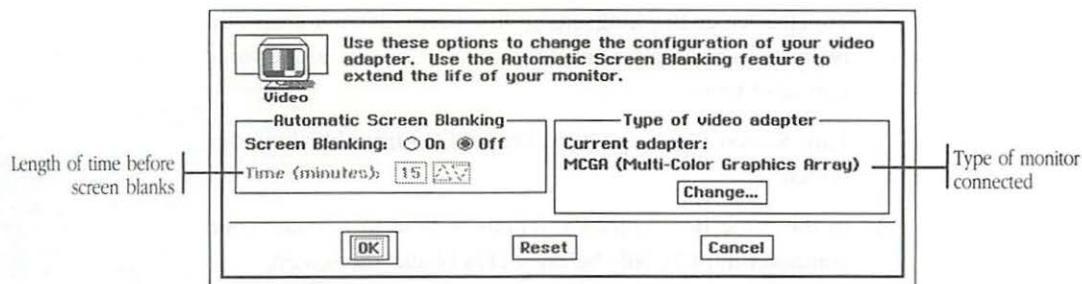 Use these options to change the configuration of your video
adapter. Use the Automatic Screen Blanking feature to
extend the life of your monitor.
Video
Automatic Screen Blanking
Screen Blanking: On Off
Time (minutes): 15
Type of video adapter
Current adapter:
MCGA (Multi-Color Graphics Array)
Change...
Length of time before
screen blanks
Type of monitor
connected
OK Reset Cancel